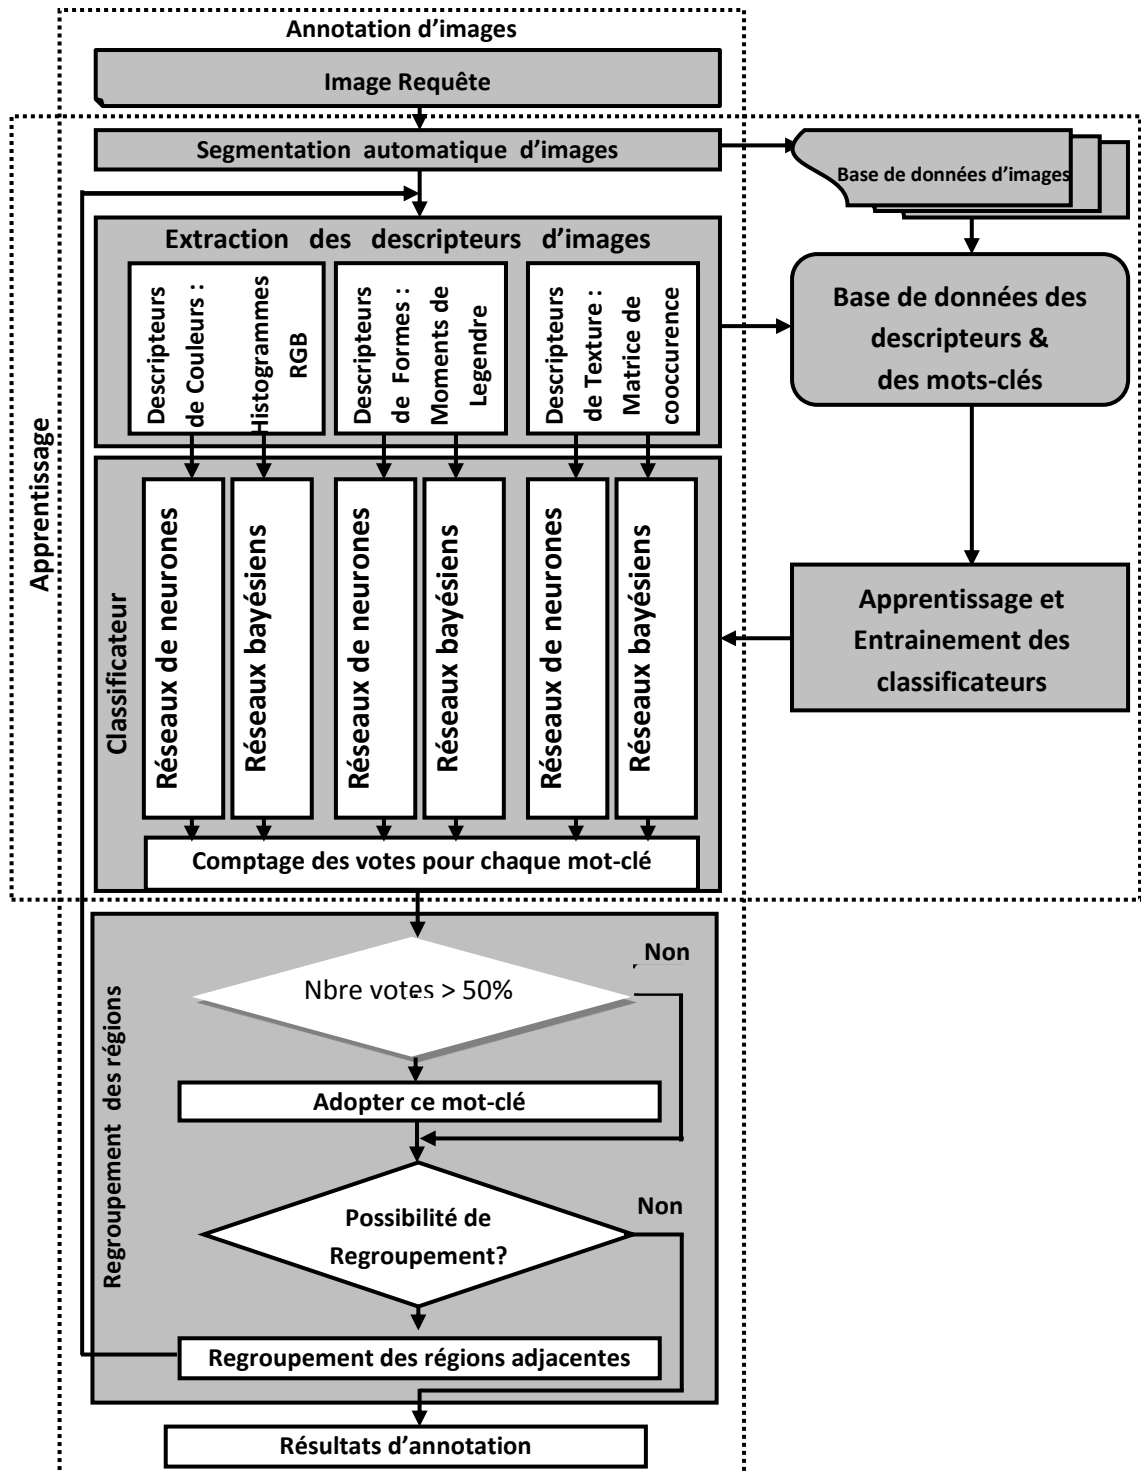 Annotation d’images
Image Requête
Segmentation automatique d’images
Base de données d’images
Extraction des descripteurs d’images
Descripteurs
de Couleurs :
Histogrammes
RGB
Descripteurs
de Formes :
Moments de
Legendre
Descripteurs
de Texture :
Matrice de
cooccurence
Base de données des
descripteurs &
des mots-clés
Apprentissage
Classificateur
Réseaux de neurones
Réseaux bayésiens
Réseaux de neurones
Réseaux bayésiens
Réseaux de neurones
Réseaux bayésiens
Apprentissage et
Entrainement des
classificateurs
Comptage des votes pour chaque mot-clé
Regroupement des régions
Nbre votes > 50%
Non
Adopter ce mot-clé
Possibilité de
Regroupement?
Non
Regroupement des régions adjacentes
Résultats d’annotation